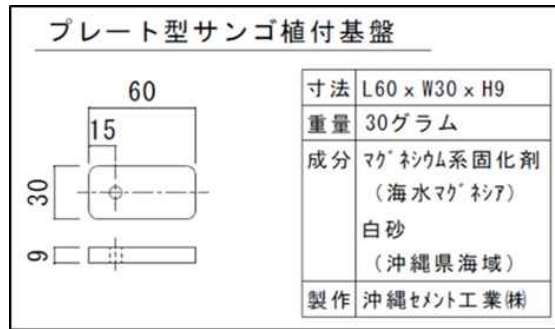 プレート型サンゴ植付基盤
60
15
30
9
寸法 L60 x W30 x H9
重量 30グラム
成分 ﾏｸﾞﾈｼｳﾑ系固化剤
（海水ﾏｸﾞﾈｼｱ）
白砂
（沖縄県海域）
製作 沖縄ｾﾒﾝﾄ工業㈱